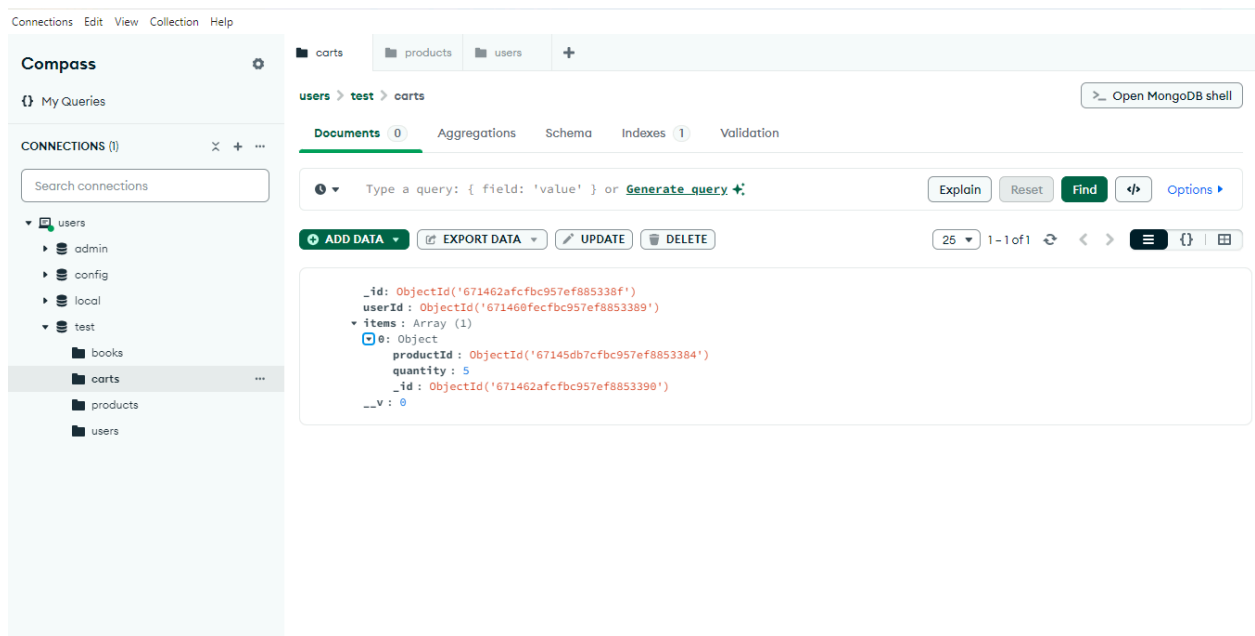 Connections Edit View Collection Help
Compass
{} My Queries
CONNECTIONS (1)
Search connections
users
admin
config
local
test
books
carts
products
users
carts products users
users > test > carts
>_ Open MongoDB shell
Documents 0 Aggregations Schema Indexes 1 Validation
Type a query: { field: 'value' } or Generate query
Explain Reset Find </> Options
ADD DATA EXPORT DATA UPDATE DELETE
25 1 – 1 of 1 {}
_id: ObjectId('671462afcfbc957ef885338f')
userId : ObjectId('671460fecfbc957ef8853389')
items : Array (1)
0: Object
productId : ObjectId('67145db7cfbc957ef8853384')
quantity : 5
_id : ObjectId('671462afcfbc957ef8853390')
__v : 0